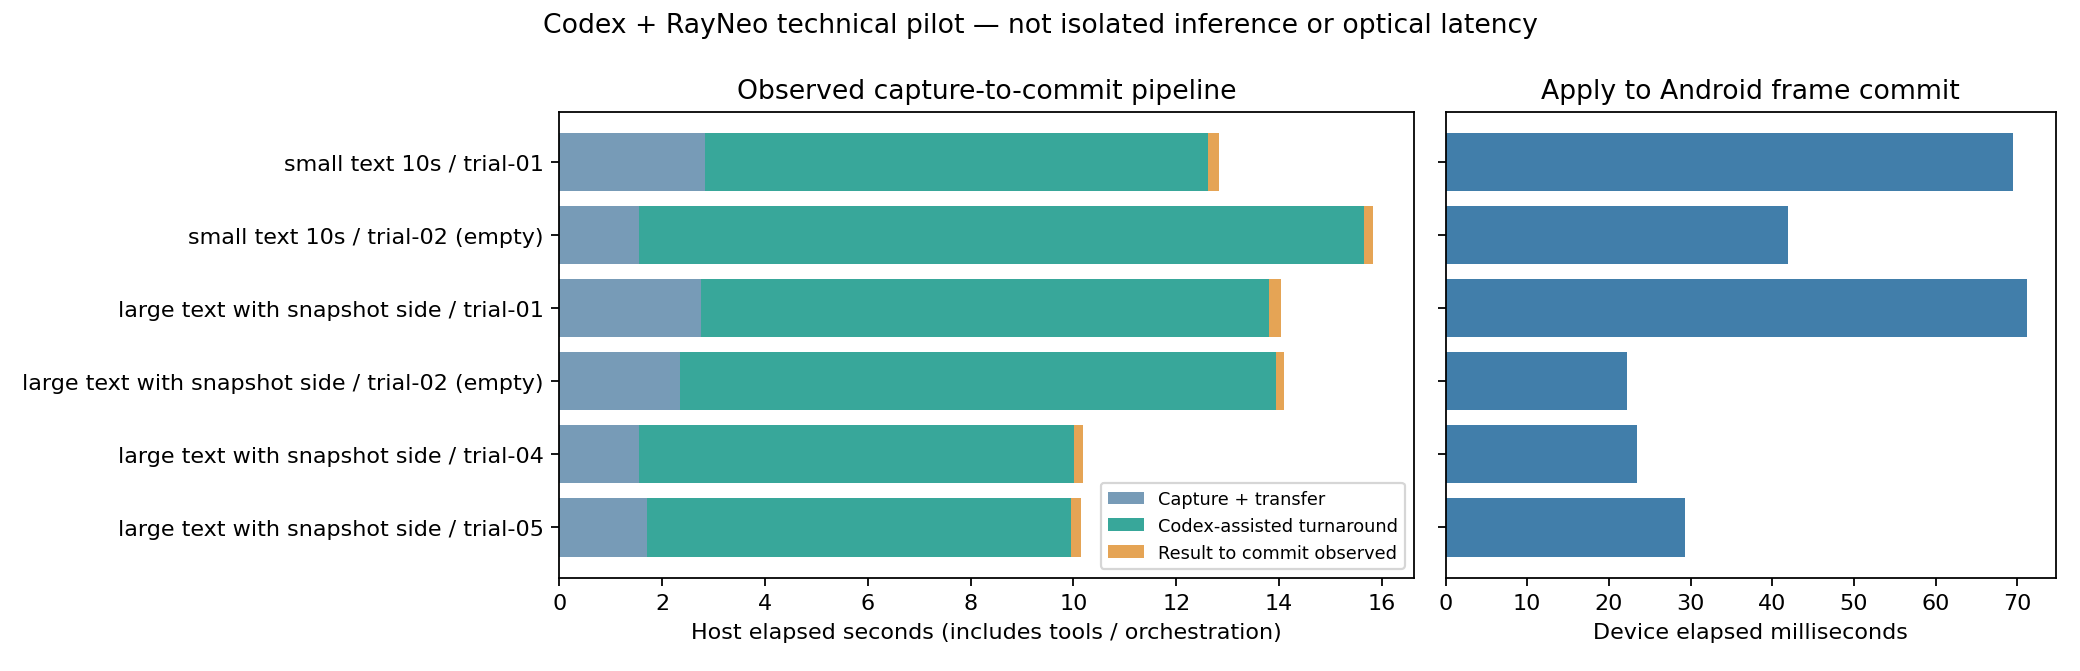 Codex + RayNeo technical pilot — not isolated inference or optical latency
Observed capture-to-commit pipeline
small text 10s / trial-01
small text 10s / trial-02 (empty)
large text with snapshot side / trial-01
large text with snapshot side / trial-02 (empty)
large text with snapshot side / trial-04
large text with snapshot side / trial-05
Capture + transfer
Codex-assisted turnaround
Result to commit observed
0 2 4 6 8 10 12 14 16
Host elapsed seconds (includes tools / orchestration)
Apply to Android frame commit
0 10 20 30 40 50 60 70
Device elapsed milliseconds